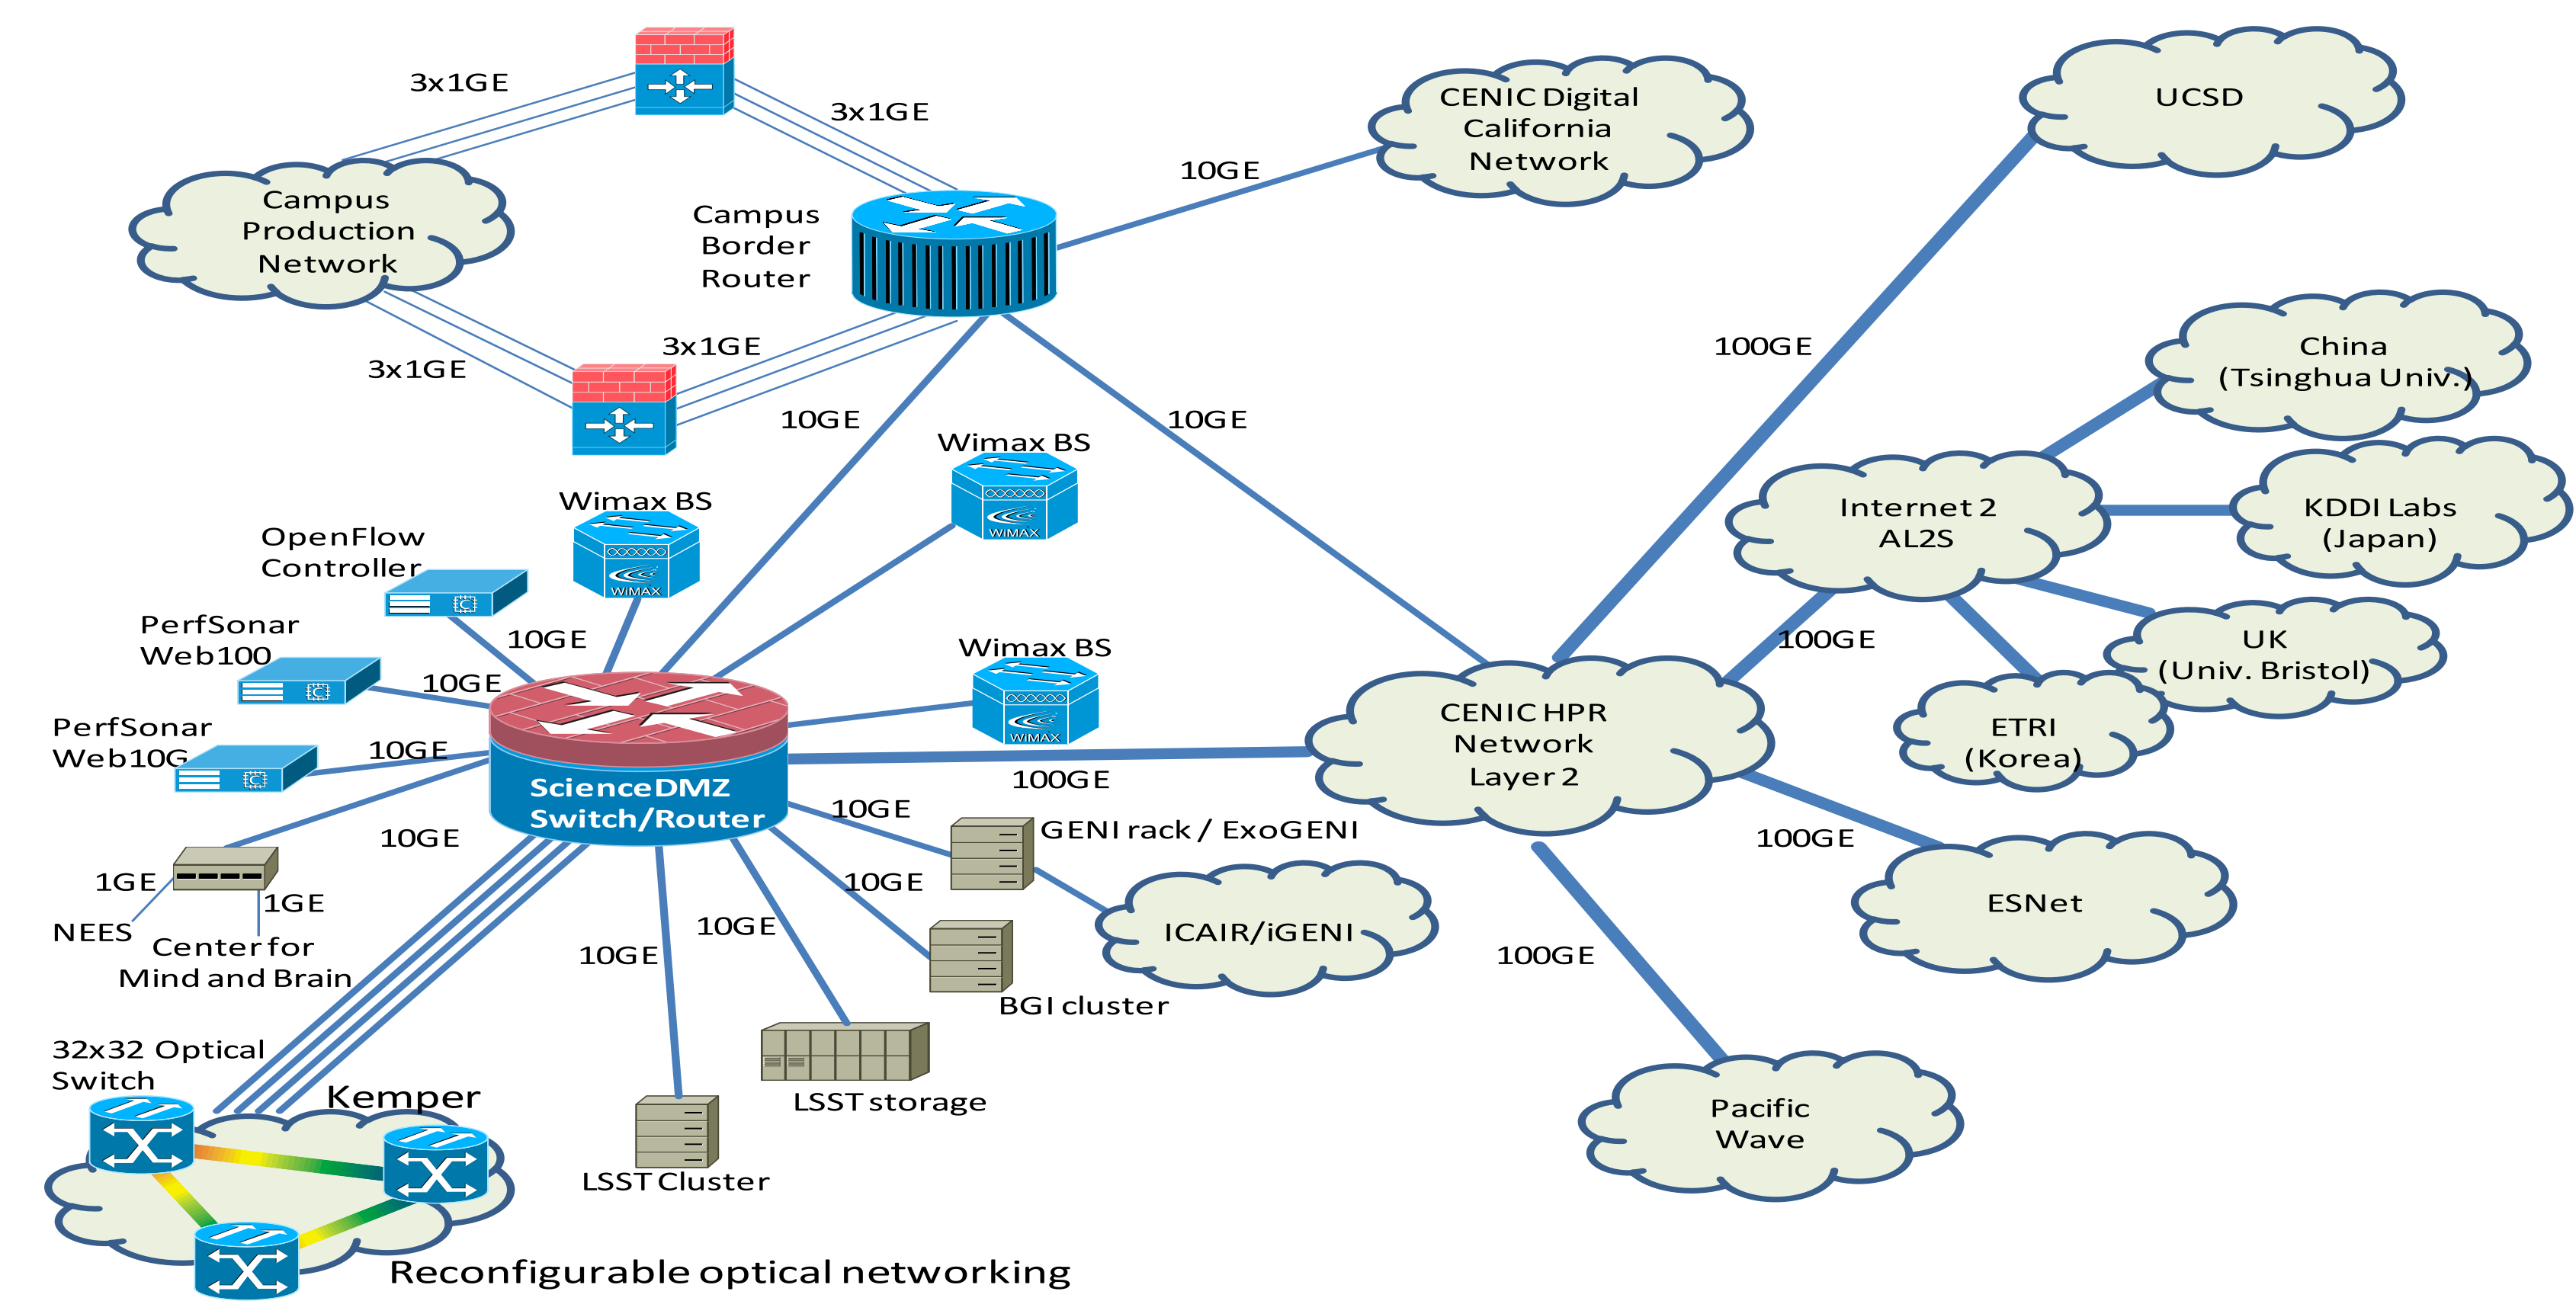 3x1GE
3x1GE
CENIC Digital
California
Network
UCSD
10GE
Campus
Production
Network
Campus
Border
Router
3x1GE
3x1GE
100GE
China
(Tsinghua Univ.)
10GE
10GE
Wimax BS
WiMAX
Wimax BS
WiMAX
OpenFlow
Controller
Internet 2
AL2S
KDDI Labs
(Japan)
PerfSonar
Web100
10GE
10GE
Wimax BS
WiMAX
100GE
UK
(Univ. Bristol)
PerfSonar
Web10G
10GE
CENIC HPR
Network
Layer 2
ETRI
(Korea)
ScienceDMZ
Switch/Router
100GE
10GE
10GE
GENI rack / ExoGENI
100GE
1GE
1GE
NEES
Center for
Mind and Brain
10GE
10GE
10GE
ICAIR/iGENI
ESNet
BGI cluster
100GE
32x32 Optical
Switch
Kemper
LSST storage
Pacific
Wave
LSST Cluster
Reconfigurable optical networking